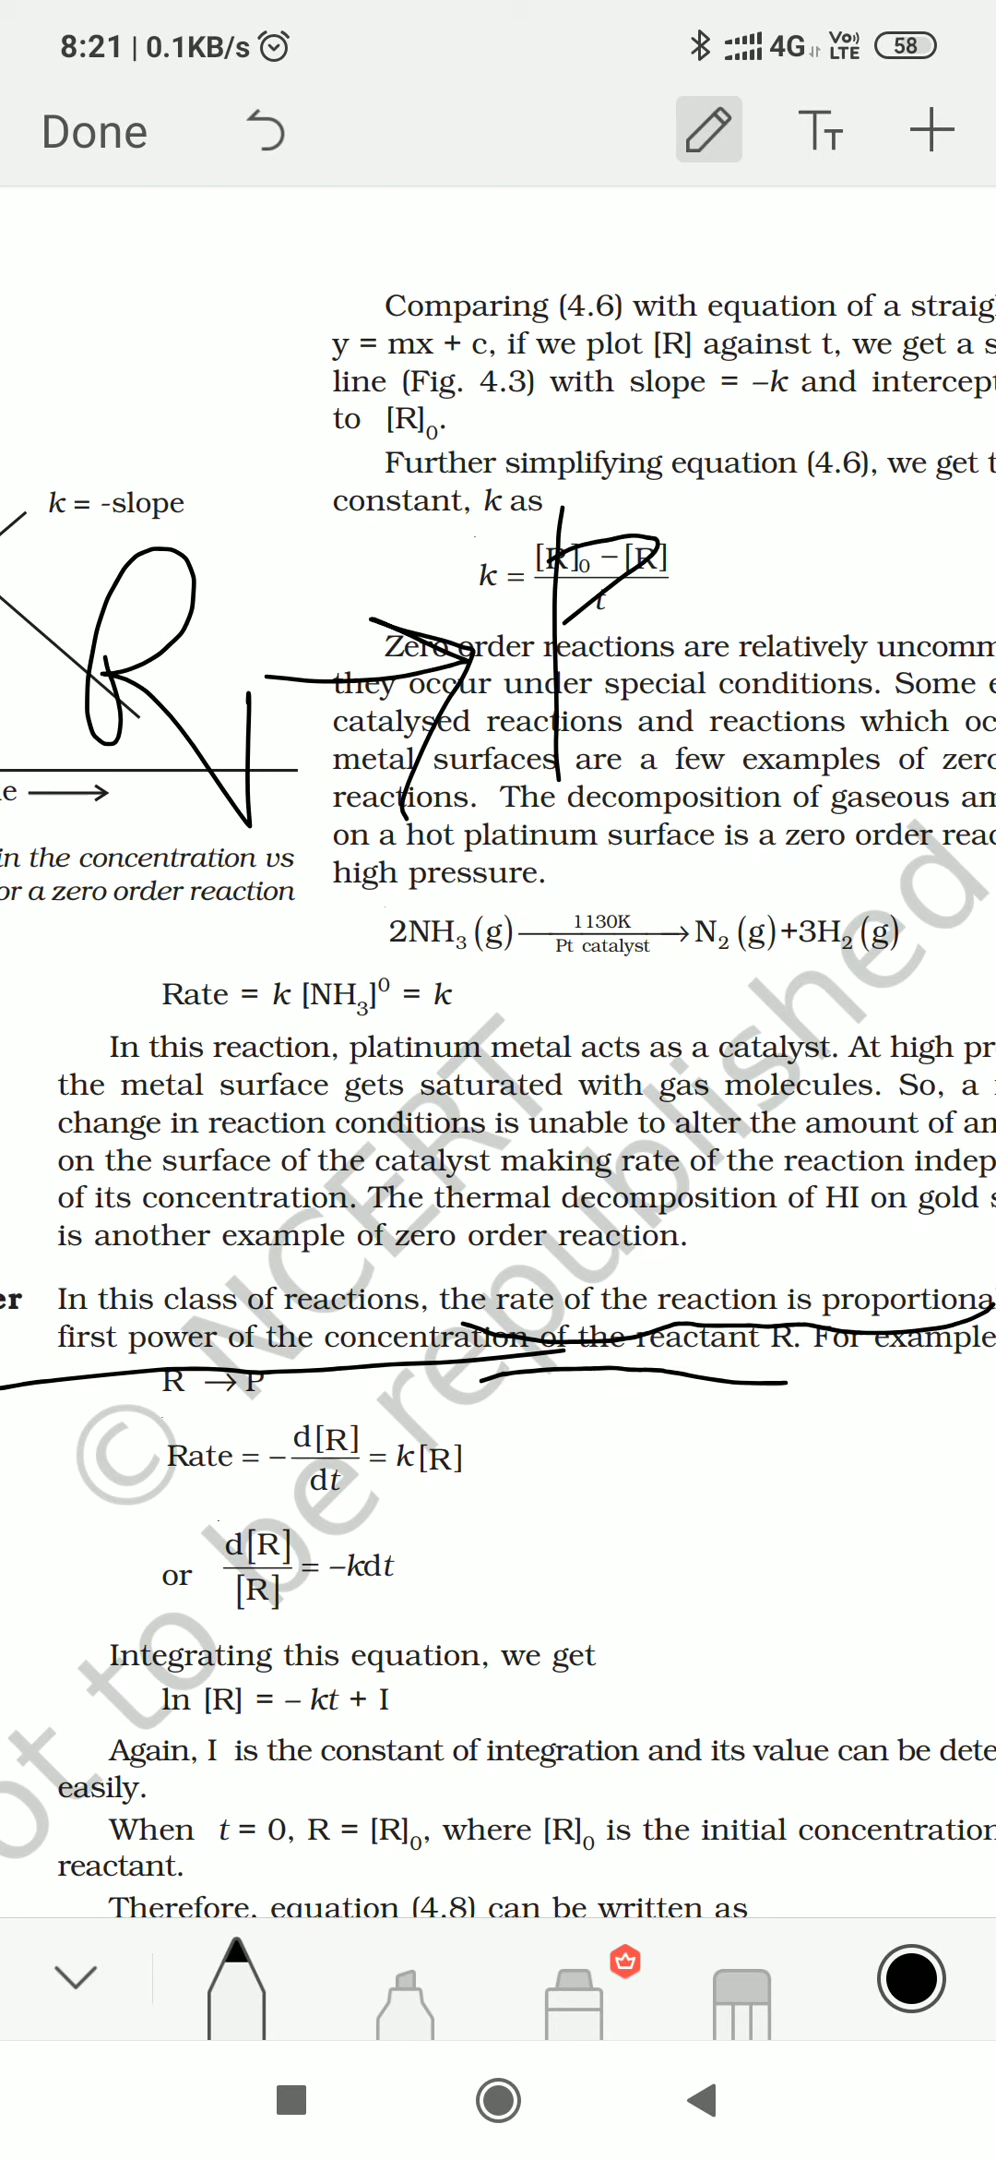 8:21 | 0.1KB/s
4G Vo)) LTE 58
Done
Comparing (4.6) with equation of a straig
y = mx + c, if we plot [R] against t, we get a s
line (Fig. 4.3) with slope = –k and intercept
to [R]₀.
Further simplifying equation (4.6), we get t
constant, k as
k = -slope
k = [R]₀ – [R] / t
R → P
Zero order reactions are relatively uncomm
they occur under special conditions. Some e
catalysed reactions and reactions which oc
metal surfaces are a few examples of zero
reactions. The decomposition of gaseous am
on a hot platinum surface is a zero order reac
high pressure.
e ⟶
in the concentration vs
or a zero order reaction
2NH₃ (g) 1130K Pt catalyst → N₂ (g)+3H₂ (g)
Rate = k [NH₃]⁰ = k
In this reaction, platinum metal acts as a catalyst. At high pr
the metal surface gets saturated with gas molecules. So, a
change in reaction conditions is unable to alter the amount of am
on the surface of the catalyst making rate of the reaction indep
of its concentration. The thermal decomposition of HI on gold s
is another example of zero order reaction.
er In this class of reactions, the rate of the reaction is proportiona
first power of the concentration of the reactant R. For example
R → P
Rate = – d[R] / dt = k[R]
or d[R] / [R] = –kdt
Integrating this equation, we get
ln [R] = – kt + I
Again, I is the constant of integration and its value can be dete
easily.
When t = 0, R = [R]₀, where [R]₀ is the initial concentration
reactant.
Therefore, equation (4.8) can be written as
© NCERT
ot to be republished